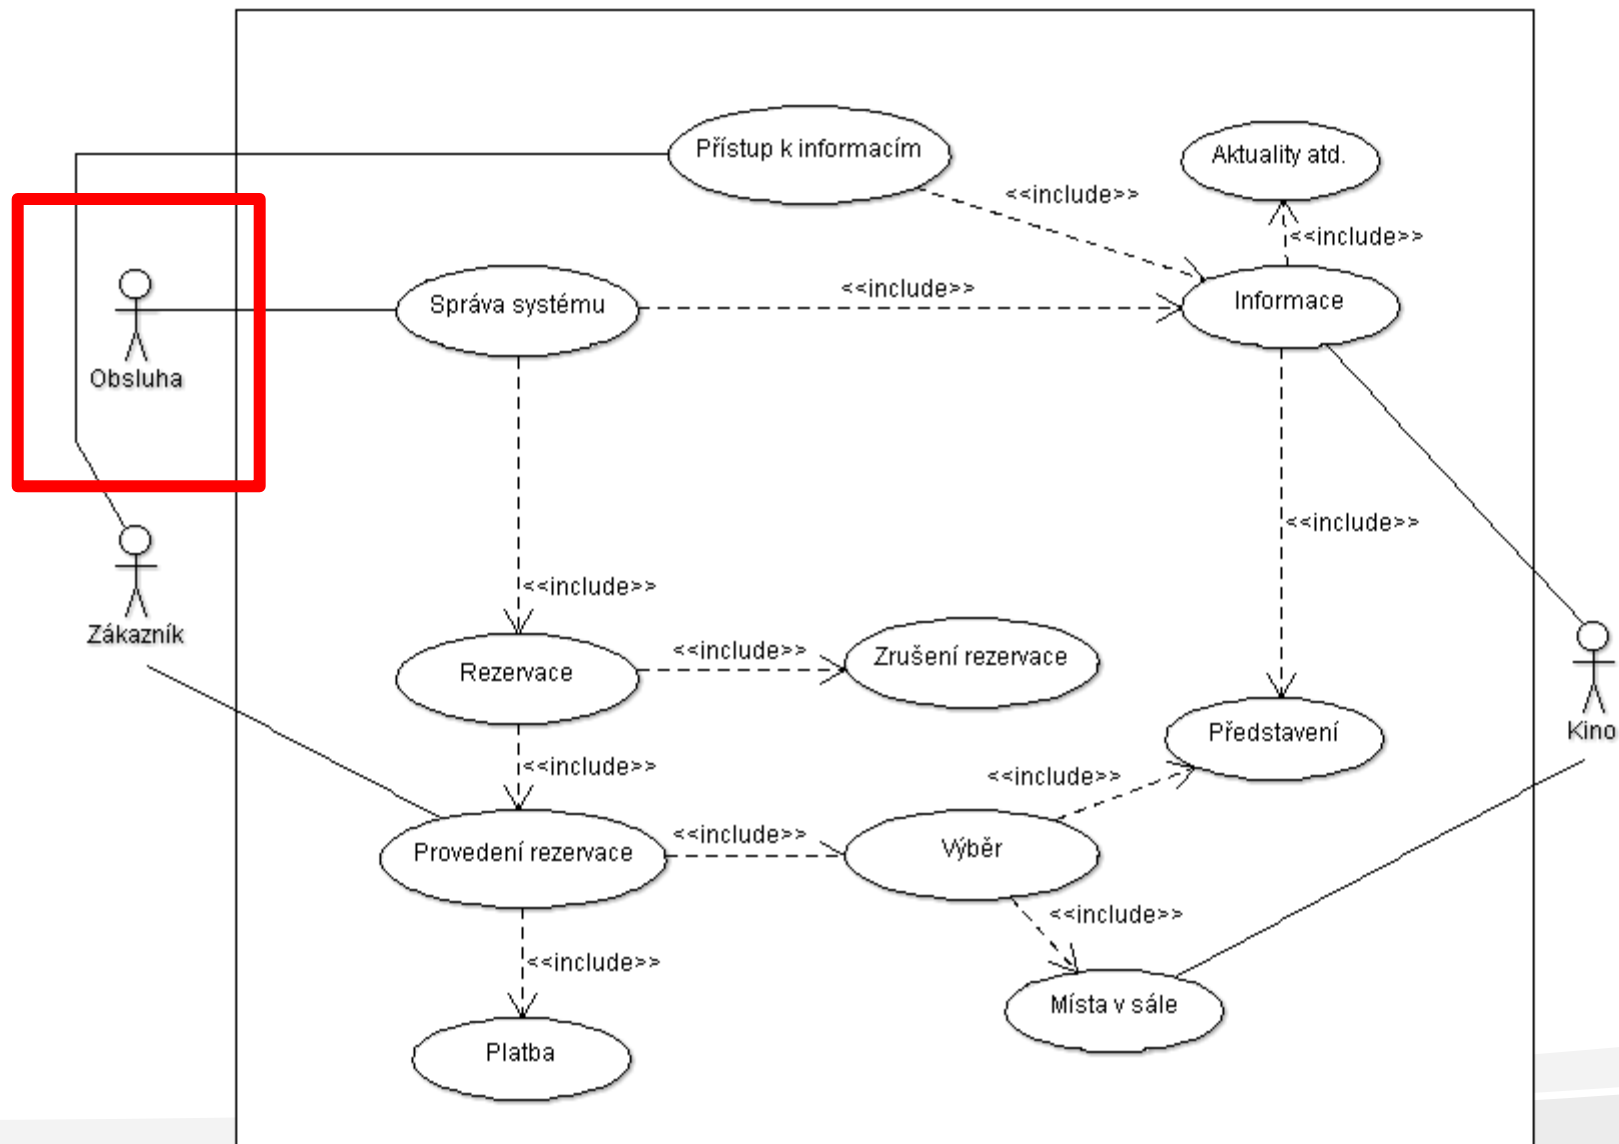 Přístup k informacím
Aktuality atd.
<<include>>
<<include>>
<<include>>
Správa systému
Informace
Obsluha
<<include>>
<<include>>
Zákazník
<<include>>
Zrušení rezervace
Rezervace
Představení
Kino
<<include>>
<<include>>
<<include>>
Provedení rezervace
Výběr
<<include>>
<<include>>
Místa v sále
Platba